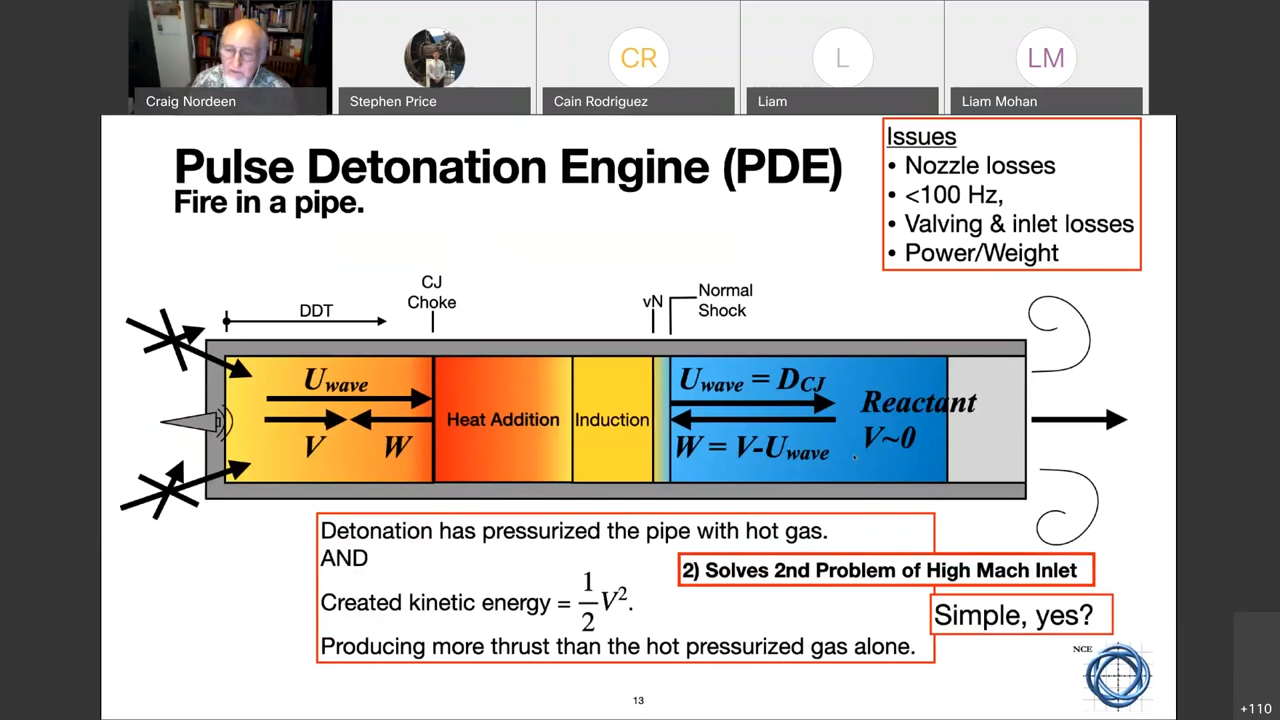 CR
L
LM
Craig Nordeen
Stephen Price
Cain Rodriguez
Liam
Liam Mohan
Pulse Detonation Engine (PDE)
Fire in a pipe.
Issues
• Nozzle losses
• <100 Hz,
• Valving & inlet losses
• Power/Weight
DDT
CJ
Choke
vN
Normal
Shock
Uwave
V
W
Heat Addition
Induction
Uwave = DCJ
W = V-Uwave
Reactant
V~0
Detonation has pressurized the pipe with hot gas.
AND
Created kinetic energy = 1/2 V².
Producing more thrust than the hot pressurized gas alone.
2) Solves 2nd Problem of High Mach Inlet
Simple, yes?
NCE
13
+110